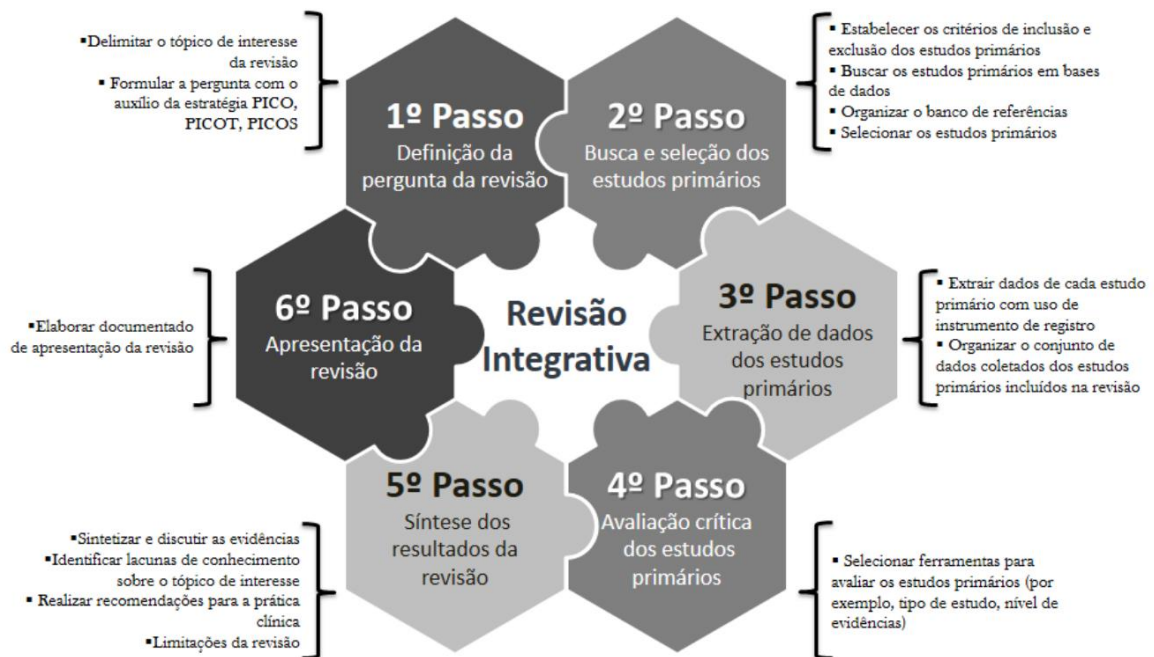 ▪Delimitar o tópico de interesse
da revisão
▪ Formular a pergunta com o
auxílio da estratégia PICO,
PICOT, PICOS
1º Passo
Definição da
pergunta da revisão
2º Passo
Busca e seleção dos
estudos primários
▪ Estabelecer os critérios de inclusão e
exclusão dos estudos primários
▪ Buscar os estudos primários em bases
de dados
▪ Organizar o banco de referências
▪ Selecionar os estudos primários
▪Elaborar documentado
de apresentação da revisão
6º Passo
Apresentação da
revisão
Revisão
Integrativa
3º Passo
Extração de dados
dos estudos
primários
▪ Extrair dados de cada estudo
primário com uso de
instrumento de registro
▪ Organizar o conjunto de
dados coletados dos estudos
primários incluídos na revisão
▪Sintetizar e discutir as evidências
▪Identificar lacunas de conhecimento
sobre o tópico de interesse
▪ Realizar recomendações para a prática
clínica
▪Limitações da revisão
5º Passo
Síntese dos
resultados da
revisão
4º Passo
Avaliação crítica
dos estudos
primários
▪ Selecionar ferramentas para
avaliar os estudos primários (por
exemplo, tipo de estudo, nível de
evidências)